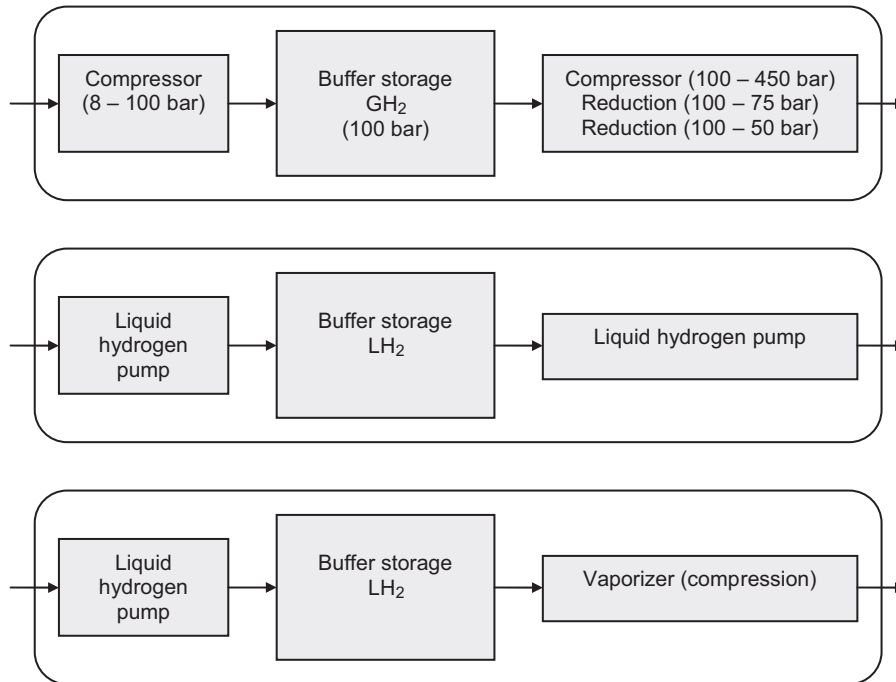 Compressor
(8 – 100 bar)
Buffer storage
GH₂
(100 bar)
Compressor (100 – 450 bar)
Reduction (100 – 75 bar)
Reduction (100 – 50 bar)
Liquid
hydrogen
pump
Buffer storage
LH₂
Liquid hydrogen pump
Liquid
hydrogen
pump
Buffer storage
LH₂
Vaporizer (compression)